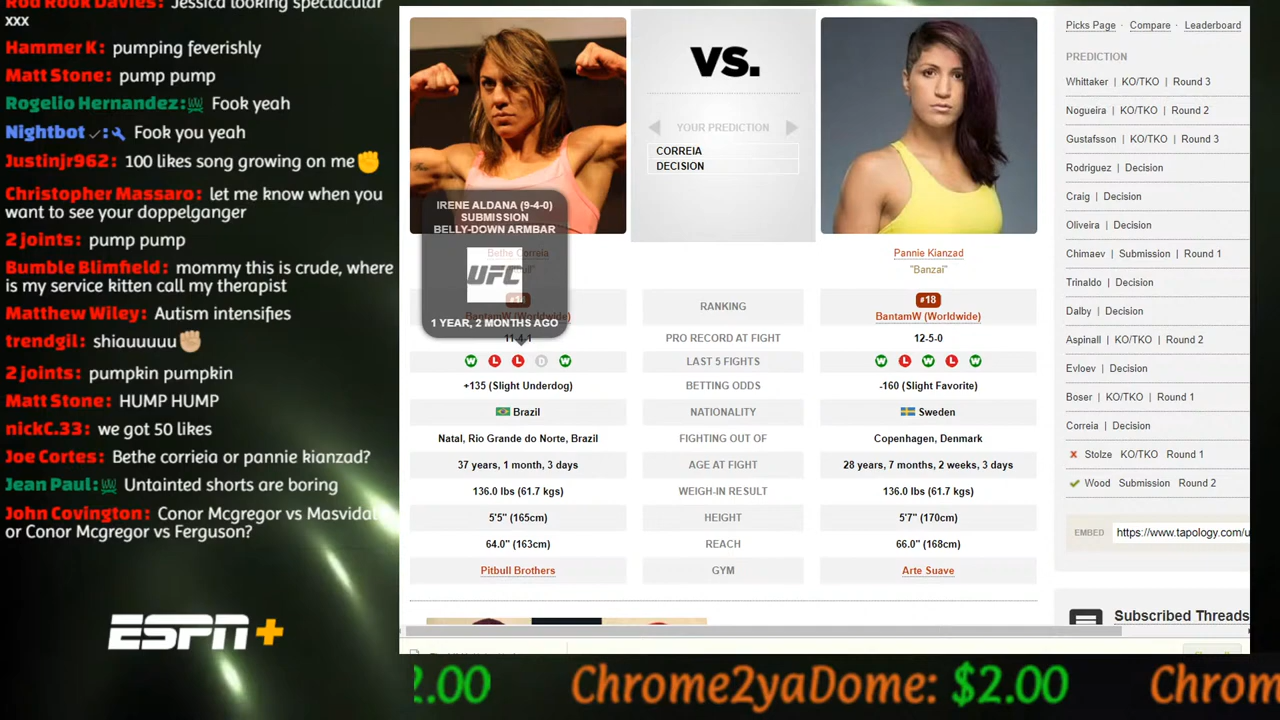 Rod Rook Davies: Jessica looking spectacular
xxx
Hammer K: pumping feverishly
Matt Stone: pump pump
Rogelio Hernandez: Fook yeah
Nightbot: Fook you yeah
Justinjr962: 100 likes song growing on me
Christopher Massaro: let me know when you
want to see your doppelganger
2 joints: pump pump
Bumble Blimfield: mommy this is crude, where
is my service kitten call my therapist
Matthew Wiley: Autism intensifies
trendgil: shiauuuuu
2 joints: pumpkin pumpkin
Matt Stone: HUMP HUMP
nickC.33: we got 50 likes
Joe Cortes: Bethe corrieia or pannie kianzad?
Jean Paul: Untainted shorts are boring
John Covington: Conor Mcgregor vs Masvidal
or Conor Mcgregor vs Ferguson?
ESPN+
VS.
YOUR PREDICTION
CORREIA
DECISION
IRENE ALDANA (9-4-0)
SUBMISSION
BELLY-DOWN ARMBAR
UFC
1 YEAR, 2 MONTHS AGO
Bethe Correia
Pannie Kianzad
"Banzai"
RANKING
#18
BantamW (Worldwide)
BantamW (Worldwide)
11-4-1
PRO RECORD AT FIGHT
12-5-0
W L L D W
LAST 5 FIGHTS
W L W L W
+135 (Slight Underdog)
BETTING ODDS
-160 (Slight Favorite)
Brazil
NATIONALITY
Sweden
Natal, Rio Grande do Norte, Brazil
FIGHTING OUT OF
Copenhagen, Denmark
37 years, 1 month, 3 days
AGE AT FIGHT
28 years, 7 months, 2 weeks, 3 days
136.0 lbs (61.7 kgs)
WEIGH-IN RESULT
136.0 lbs (61.7 kgs)
5'5" (165cm)
HEIGHT
5'7" (170cm)
64.0" (163cm)
REACH
66.0" (168cm)
Pitbull Brothers
GYM
Arte Suave
Picks Page Compare Leaderboard
PREDICTION
Whittaker | KO/TKO | Round 3
Nogueira | KO/TKO | Round 2
Gustafsson | KO/TKO | Round 3
Rodriguez | Decision
Craig | Decision
Oliveira | Decision
Chimaev | Submission | Round 1
Trinaldo | Decision
Dalby | Decision
Aspinall | KO/TKO | Round 2
Evloev | Decision
Boser | KO/TKO | Round 1
Correia | Decision
Stolze KO/TKO Round 1
Wood Submission Round 2
EMBED https://www.tapology.com/u
Subscribed Threads
2.00 Chrome2yaDome: $2.00 Chrom